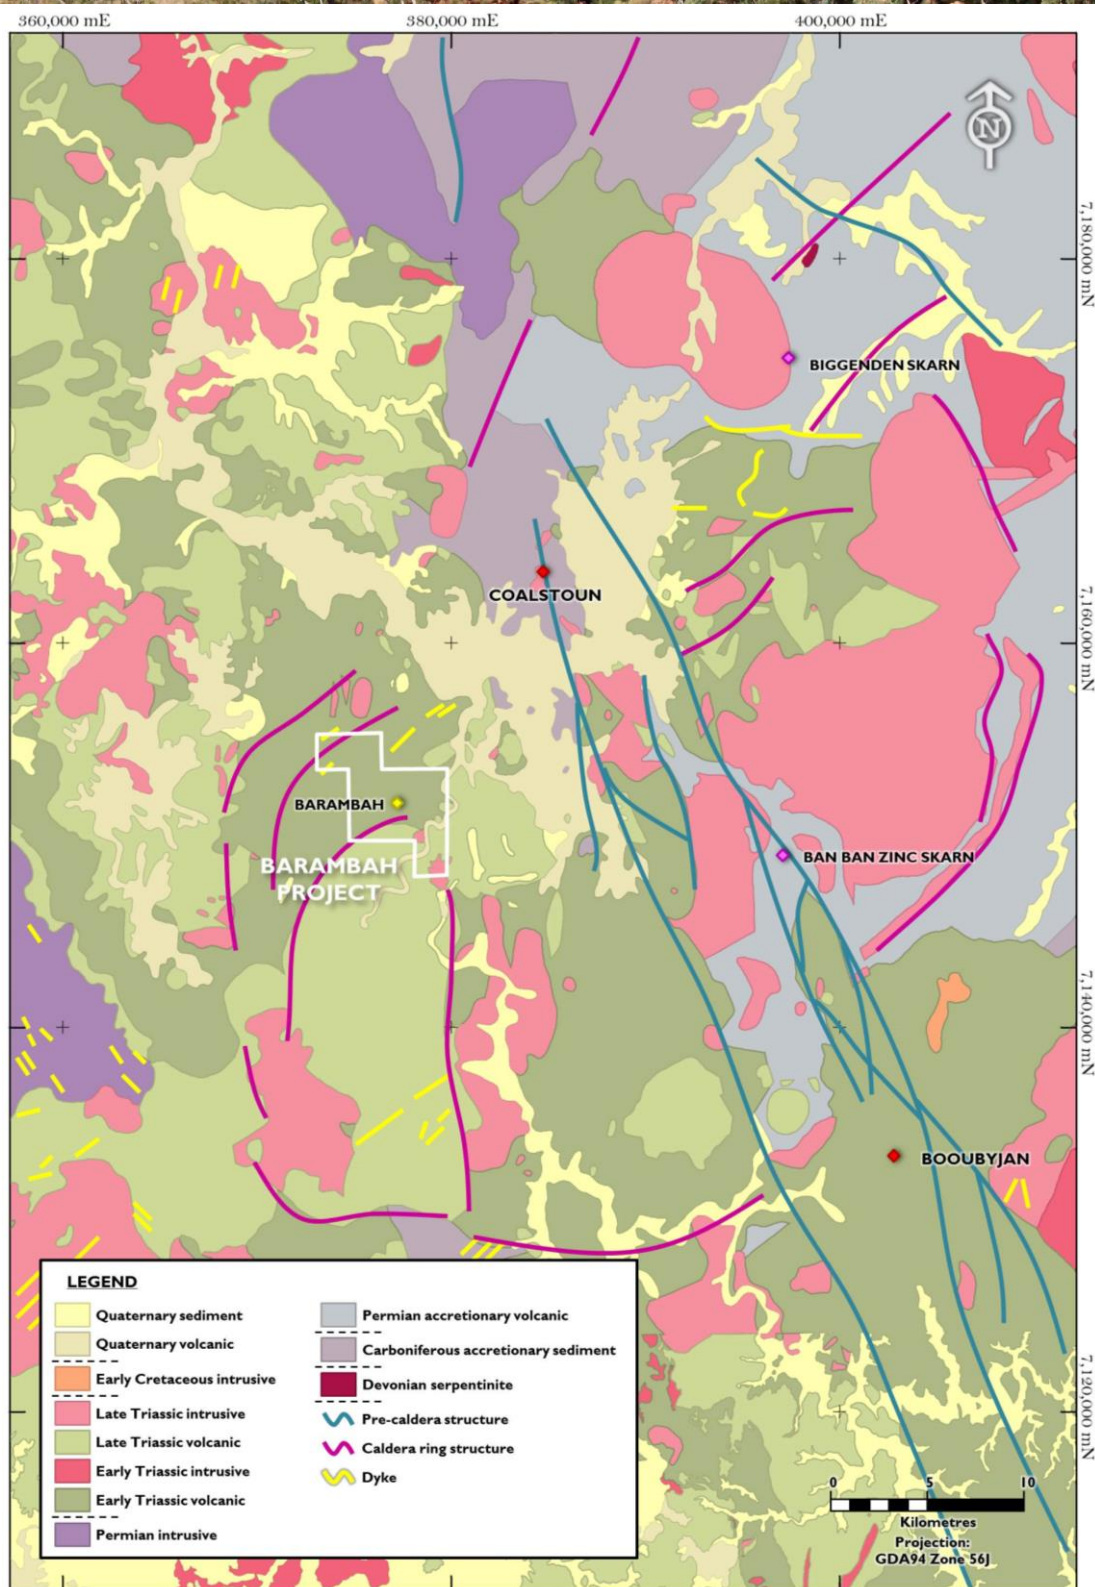 360,000 mE
380,000 mE
400,000 mE
N
7,180,000 mN
BIGGENDEN SKARN
COALSTOUN
7,160,000 mN
BARAMBAH
BARAMBAH
PROJECT
BAN BAN ZINC SKARN
7,140,000 mN
BOOUBYJAN
LEGEND
Quaternary sediment
Quaternary volcanic
Early Cretaceous intrusive
Late Triassic intrusive
Late Triassic volcanic
Early Triassic intrusive
Early Triassic volcanic
Permian intrusive
Permian accretionary volcanic
Carboniferous accretionary sediment
Devonian serpentinite
Pre-caldera structure
Caldera ring structure
Dyke
7,120,000 mN
0 5 10
Kilometres
Projection:
GDA94 Zone 56J